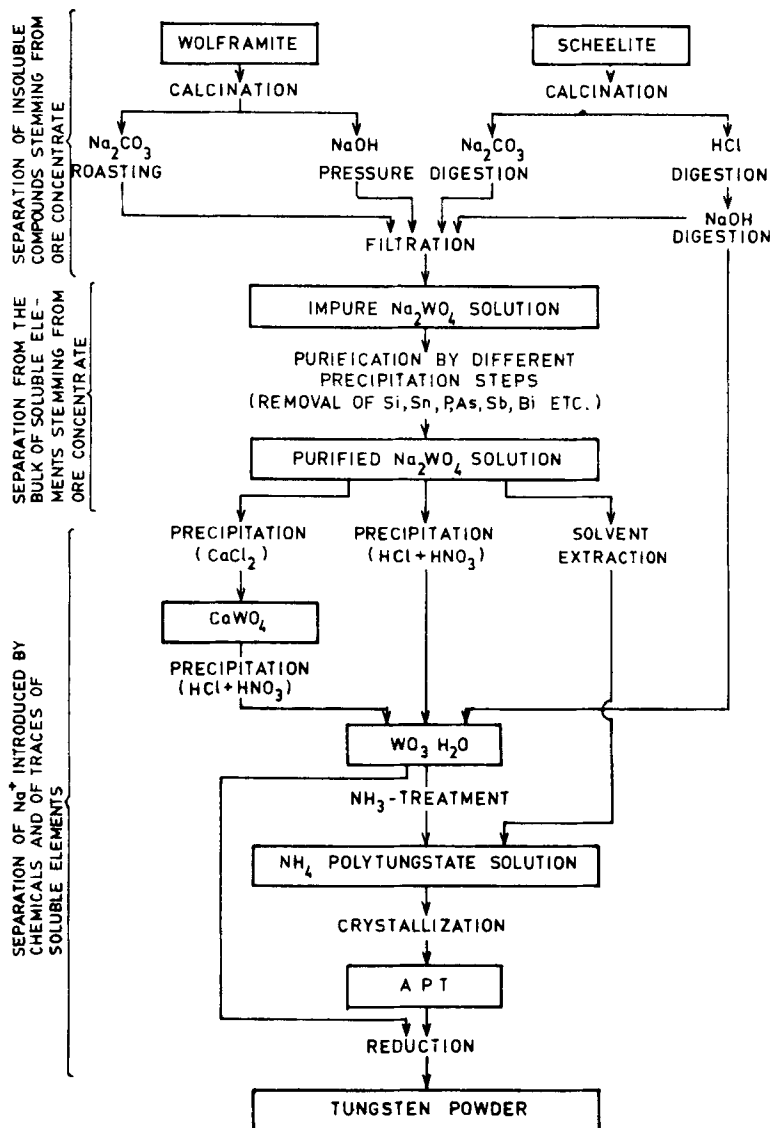 WOLFRAMITE
SCHEELITE
CALCINATION
CALCINATION
Na₂CO₃
ROASTING
NaOH
PRESSURE DIGESTION
Na₂CO₃
HCl
DIGESTION
NaOH
DIGESTION
FILTRATION
SEPARATION OF INSOLUBLE
COMPOUNDS STEMMING FROM
ORE CONCENTRATE
IMPURE Na₂WO₄ SOLUTION
PURIFICATION BY DIFFERENT
PRECIPITATION STEPS
(REMOVAL OF Si, Sn, P, As, Sb, Bi ETC.)
PURIFIED Na₂WO₄ SOLUTION
SEPARATION FROM THE
BULK OF SOLUBLE ELE-
MENTS STEMMING FROM
ORE CONCENTRATE
PRECIPITATION
(CaCl₂)
PRECIPITATION
(HCl+HNO₃)
SOLVENT
EXTRACTION
CaWO₄
PRECIPITATION
(HCl+HNO₃)
WO₃ H₂O
NH₃-TREATMENT
NH₄ POLYTUNGSTATE SOLUTION
CRYSTALLIZATION
APT
REDUCTION
SEPARATION OF Na⁺ INTRODUCED BY
CHEMICALS AND OF TRACES OF
SOLUBLE ELEMENTS
TUNGSTEN POWDER